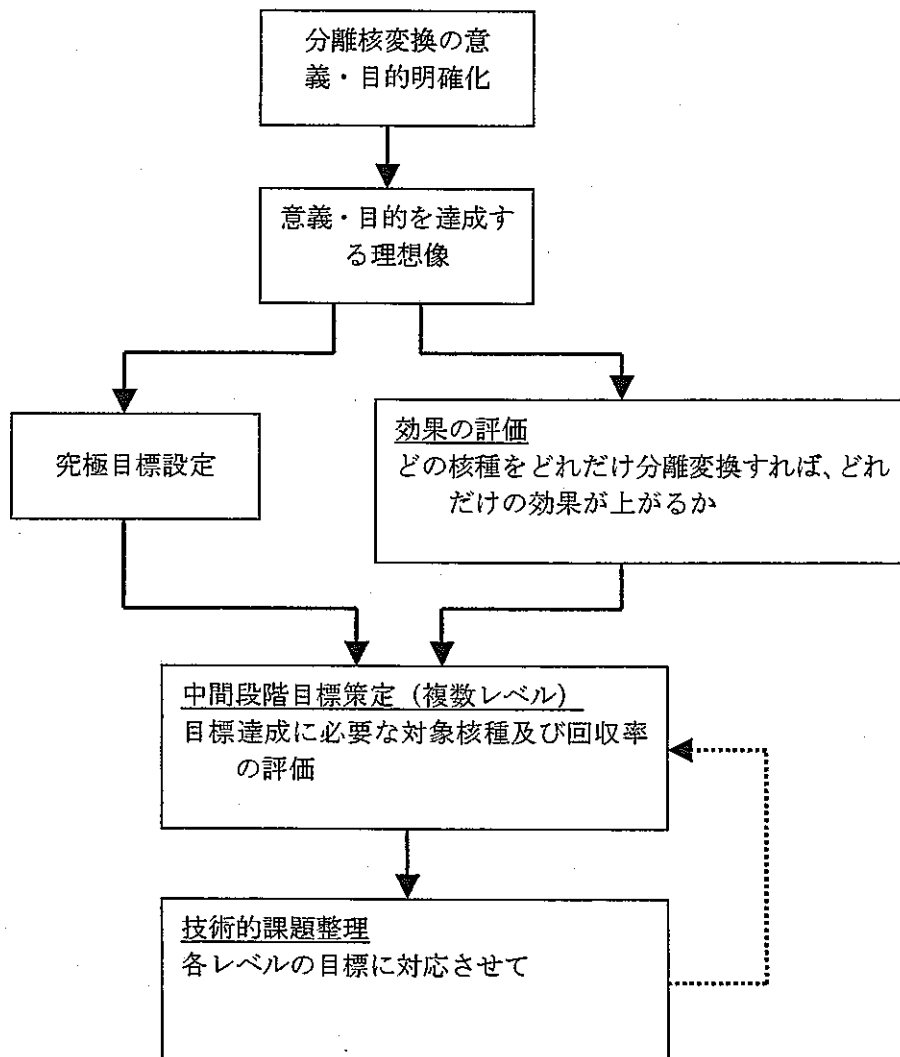 分離核変換の意
義・目的明確化
意義・目的を達成す
る理想像
究極目標設定
効果の評価
どの核種をどれだけ分離変換すれば、どれ
だけの効果が上がるか
中間段階目標策定（複数レベル）
目標達成に必要な対象核種及び回収率
の評価
技術的課題整理
各レベルの目標に対応させて